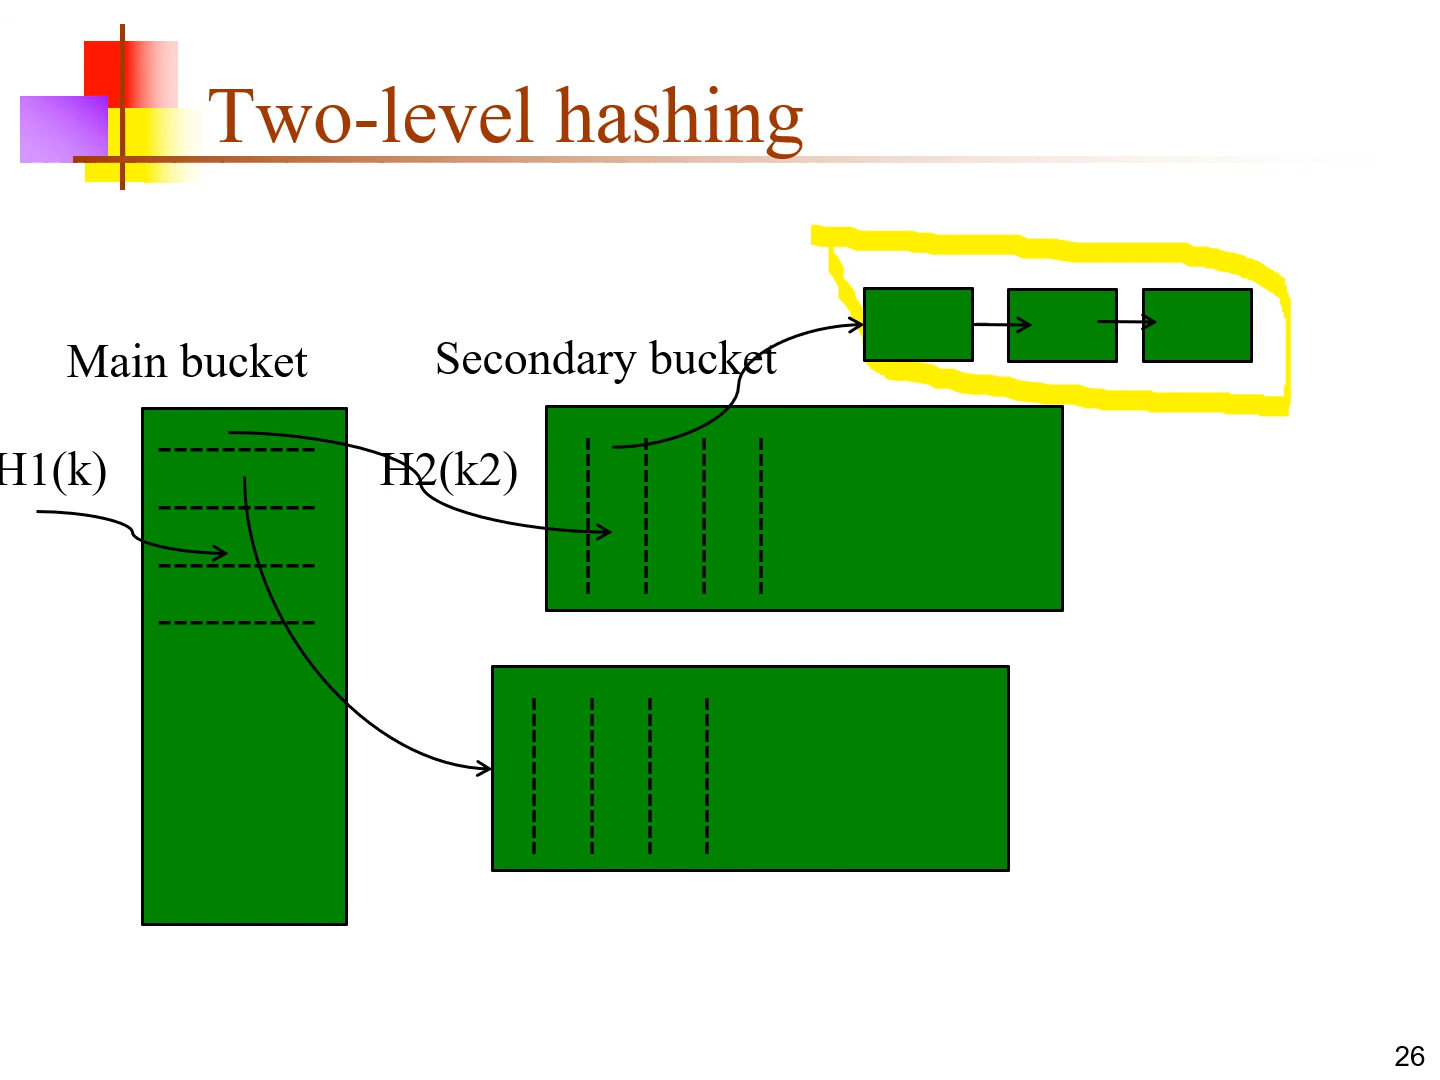 Two-level hashing
Main bucket
Secondary bucket
H1(k)
H2(k2)
26